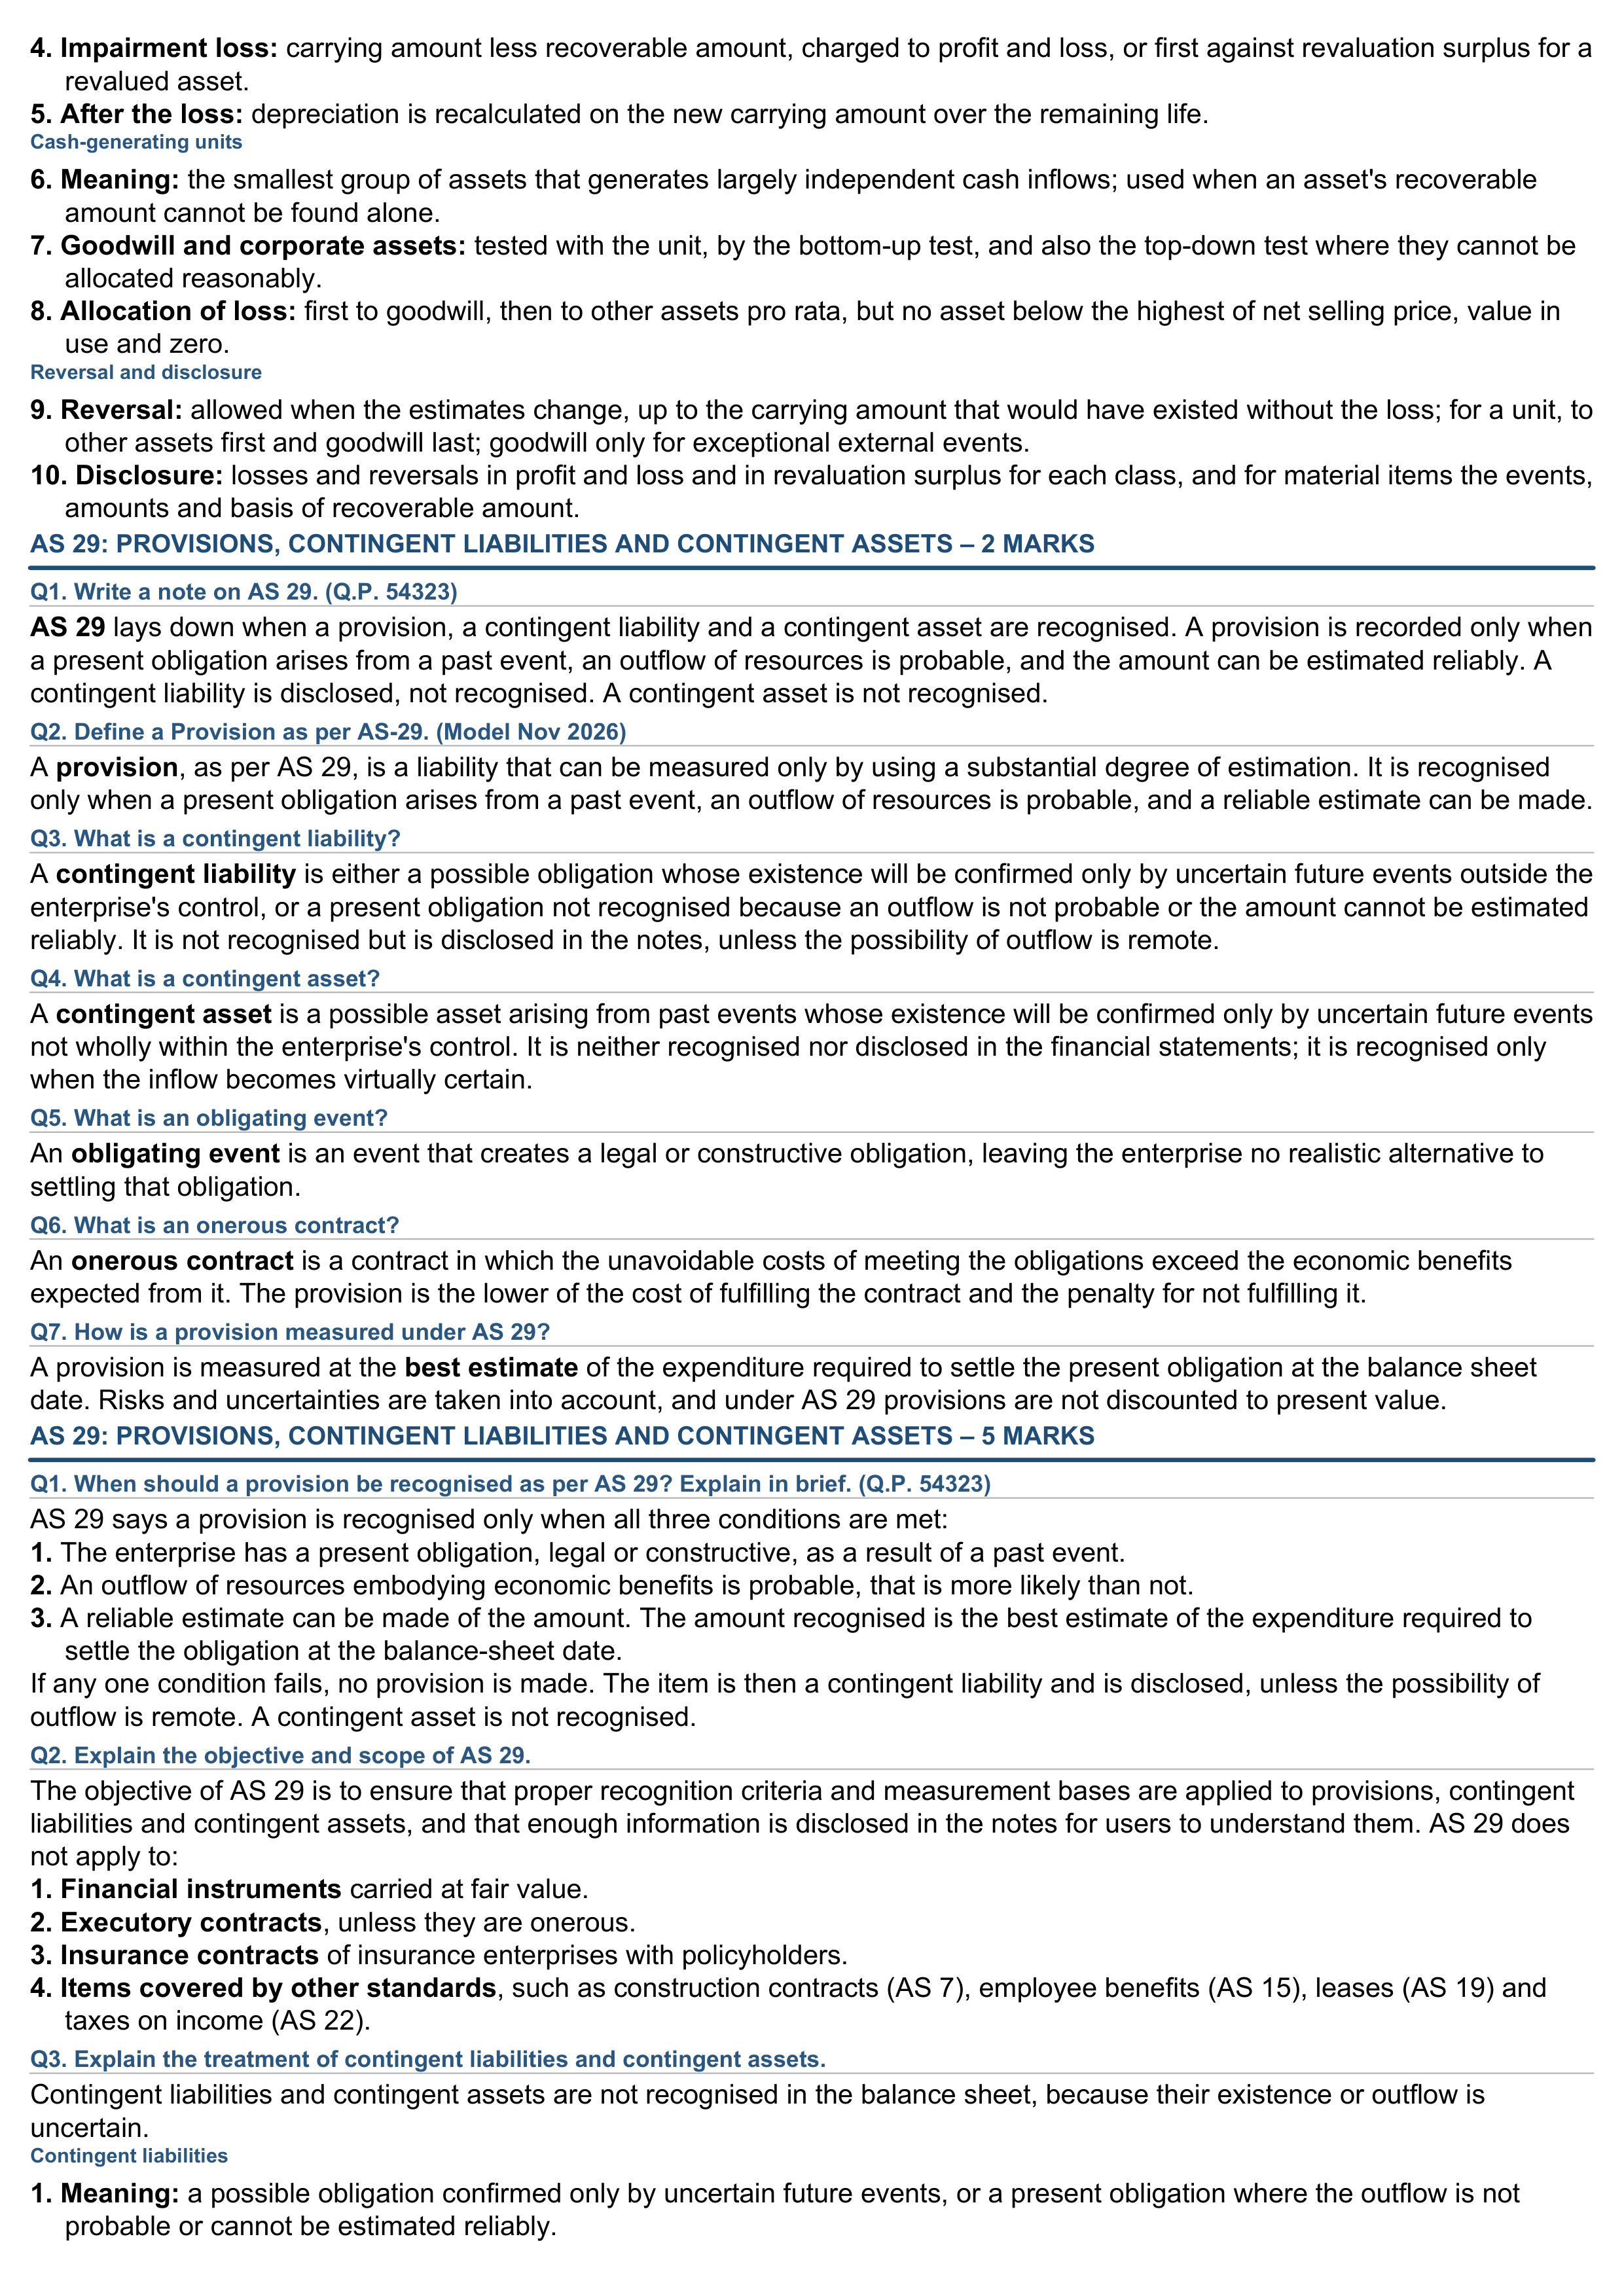 4. Impairment loss: carrying amount less recoverable amount, charged to profit and loss, or first against revaluation surplus for a
revalued asset.
5. After the loss: depreciation is recalculated on the new carrying amount over the remaining life.
Cash-generating units
6. Meaning: the smallest group of assets that generates largely independent cash inflows; used when an asset's recoverable
amount cannot be found alone.
7. Goodwill and corporate assets: tested with the unit, by the bottom-up test, and also the top-down test where they cannot be
allocated reasonably.
8. Allocation of loss: first to goodwill, then to other assets pro rata, but no asset below the highest of net selling price, value in
use and zero.
Reversal and disclosure
9. Reversal: allowed when the estimates change, up to the carrying amount that would have existed without the loss; for a unit, to
other assets first and goodwill last; goodwill only for exceptional external events.
10. Disclosure: losses and reversals in profit and loss and in revaluation surplus for each class, and for material items the events,
amounts and basis of recoverable amount.
AS 29: PROVISIONS, CONTINGENT LIABILITIES AND CONTINGENT ASSETS – 2 MARKS
Q1. Write a note on AS 29. (Q.P. 54323)
AS 29 lays down when a provision, a contingent liability and a contingent asset are recognised. A provision is recorded only when
a present obligation arises from a past event, an outflow of resources is probable, and the amount can be estimated reliably. A
contingent liability is disclosed, not recognised. A contingent asset is not recognised.
Q2. Define a Provision as per AS-29. (Model Nov 2026)
A provision, as per AS 29, is a liability that can be measured only by using a substantial degree of estimation. It is recognised
only when a present obligation arises from a past event, an outflow of resources is probable, and a reliable estimate can be made.
Q3. What is a contingent liability?
A contingent liability is either a possible obligation whose existence will be confirmed only by uncertain future events outside the
enterprise's control, or a present obligation not recognised because an outflow is not probable or the amount cannot be estimated
reliably. It is not recognised but is disclosed in the notes, unless the possibility of outflow is remote.
Q4. What is a contingent asset?
A contingent asset is a possible asset arising from past events whose existence will be confirmed only by uncertain future events
not wholly within the enterprise's control. It is neither recognised nor disclosed in the financial statements; it is recognised only
when the inflow becomes virtually certain.
Q5. What is an obligating event?
An obligating event is an event that creates a legal or constructive obligation, leaving the enterprise no realistic alternative to
settling that obligation.
Q6. What is an onerous contract?
An onerous contract is a contract in which the unavoidable costs of meeting the obligations exceed the economic benefits
expected from it. The provision is the lower of the cost of fulfilling the contract and the penalty for not fulfilling it.
Q7. How is a provision measured under AS 29?
A provision is measured at the best estimate of the expenditure required to settle the present obligation at the balance sheet
date. Risks and uncertainties are taken into account, and under AS 29 provisions are not discounted to present value.
AS 29: PROVISIONS, CONTINGENT LIABILITIES AND CONTINGENT ASSETS – 5 MARKS
Q1. When should a provision be recognised as per AS 29? Explain in brief. (Q.P. 54323)
AS 29 says a provision is recognised only when all three conditions are met:
1. The enterprise has a present obligation, legal or constructive, as a result of a past event.
2. An outflow of resources embodying economic benefits is probable, that is more likely than not.
3. A reliable estimate can be made of the amount. The amount recognised is the best estimate of the expenditure required to
settle the obligation at the balance-sheet date.
If any one condition fails, no provision is made. The item is then a contingent liability and is disclosed, unless the possibility of
outflow is remote. A contingent asset is not recognised.
Q2. Explain the objective and scope of AS 29.
The objective of AS 29 is to ensure that proper recognition criteria and measurement bases are applied to provisions, contingent
liabilities and contingent assets, and that enough information is disclosed in the notes for users to understand them. AS 29 does
not apply to:
1. Financial instruments carried at fair value.
2. Executory contracts, unless they are onerous.
3. Insurance contracts of insurance enterprises with policyholders.
4. Items covered by other standards, such as construction contracts (AS 7), employee benefits (AS 15), leases (AS 19) and
taxes on income (AS 22).
Q3. Explain the treatment of contingent liabilities and contingent assets.
Contingent liabilities and contingent assets are not recognised in the balance sheet, because their existence or outflow is
uncertain.
Contingent liabilities
1. Meaning: a possible obligation confirmed only by uncertain future events, or a present obligation where the outflow is not
probable or cannot be estimated reliably.